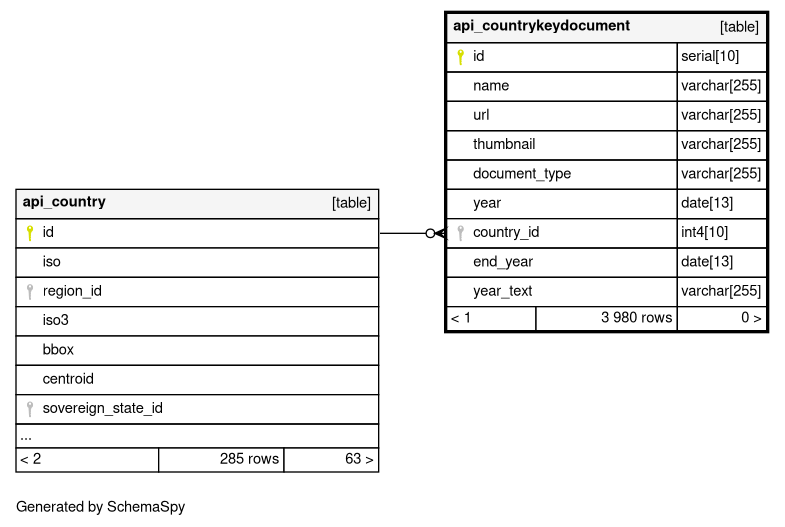 api_countrykeydocument [table]
id serial[10]
name varchar[255]
url varchar[255]
thumbnail varchar[255]
document_type varchar[255]
year date[13]
country_id int4[10]
end_year date[13]
year_text varchar[255]
< 1 3 980 rows 0 >
api_country [table]
id
iso
region_id
iso3
bbox
centroid
sovereign_state_id
...
< 2 285 rows 63 >
Generated by SchemaSpy